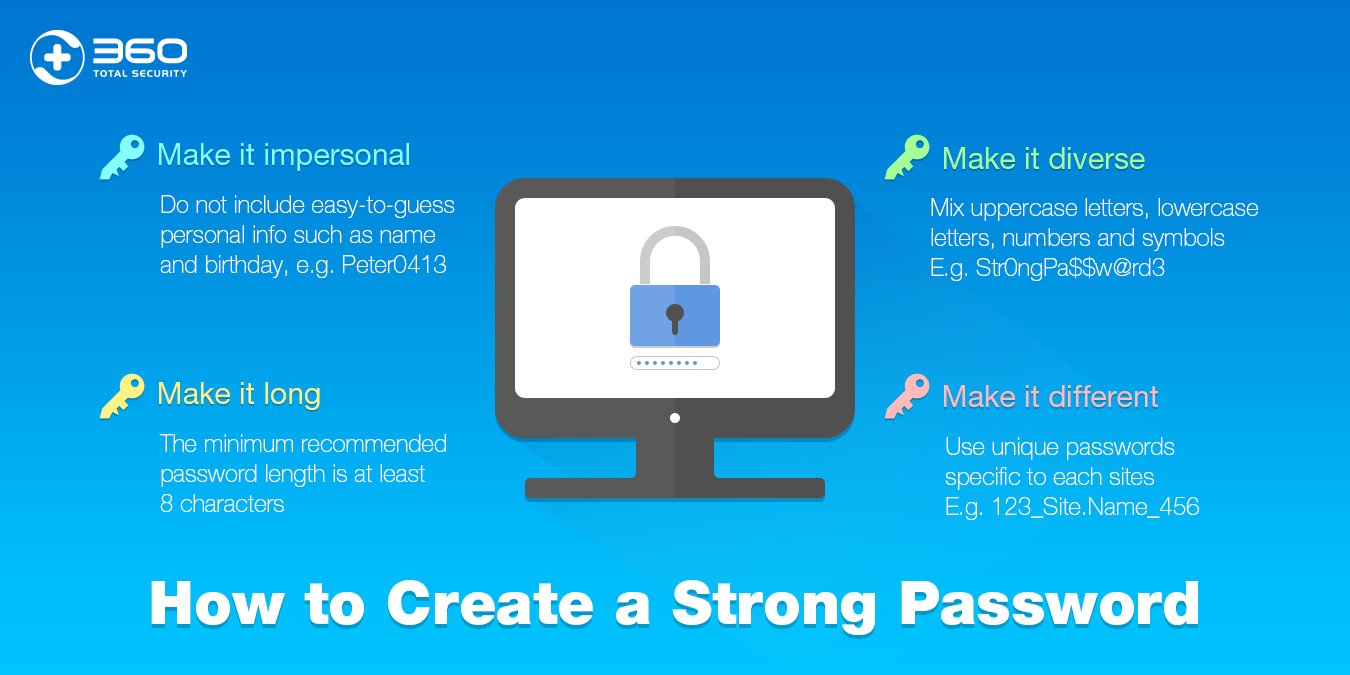 360
TOTAL SECURITY
Make it impersonal
Do not include easy-to-guess
personal info such as name
and birthday, e.g. Peter0413
Make it diverse
Mix uppercase letters, lowercase
letters, numbers and symbols
E.g. Str0ngPa$$w@rd3
Make it long
The minimum recommended
password length is at least
8 characters
Make it different
Use unique passwords
specific to each sites
E.g. 123_Site.Name_456
How to Create a Strong Password